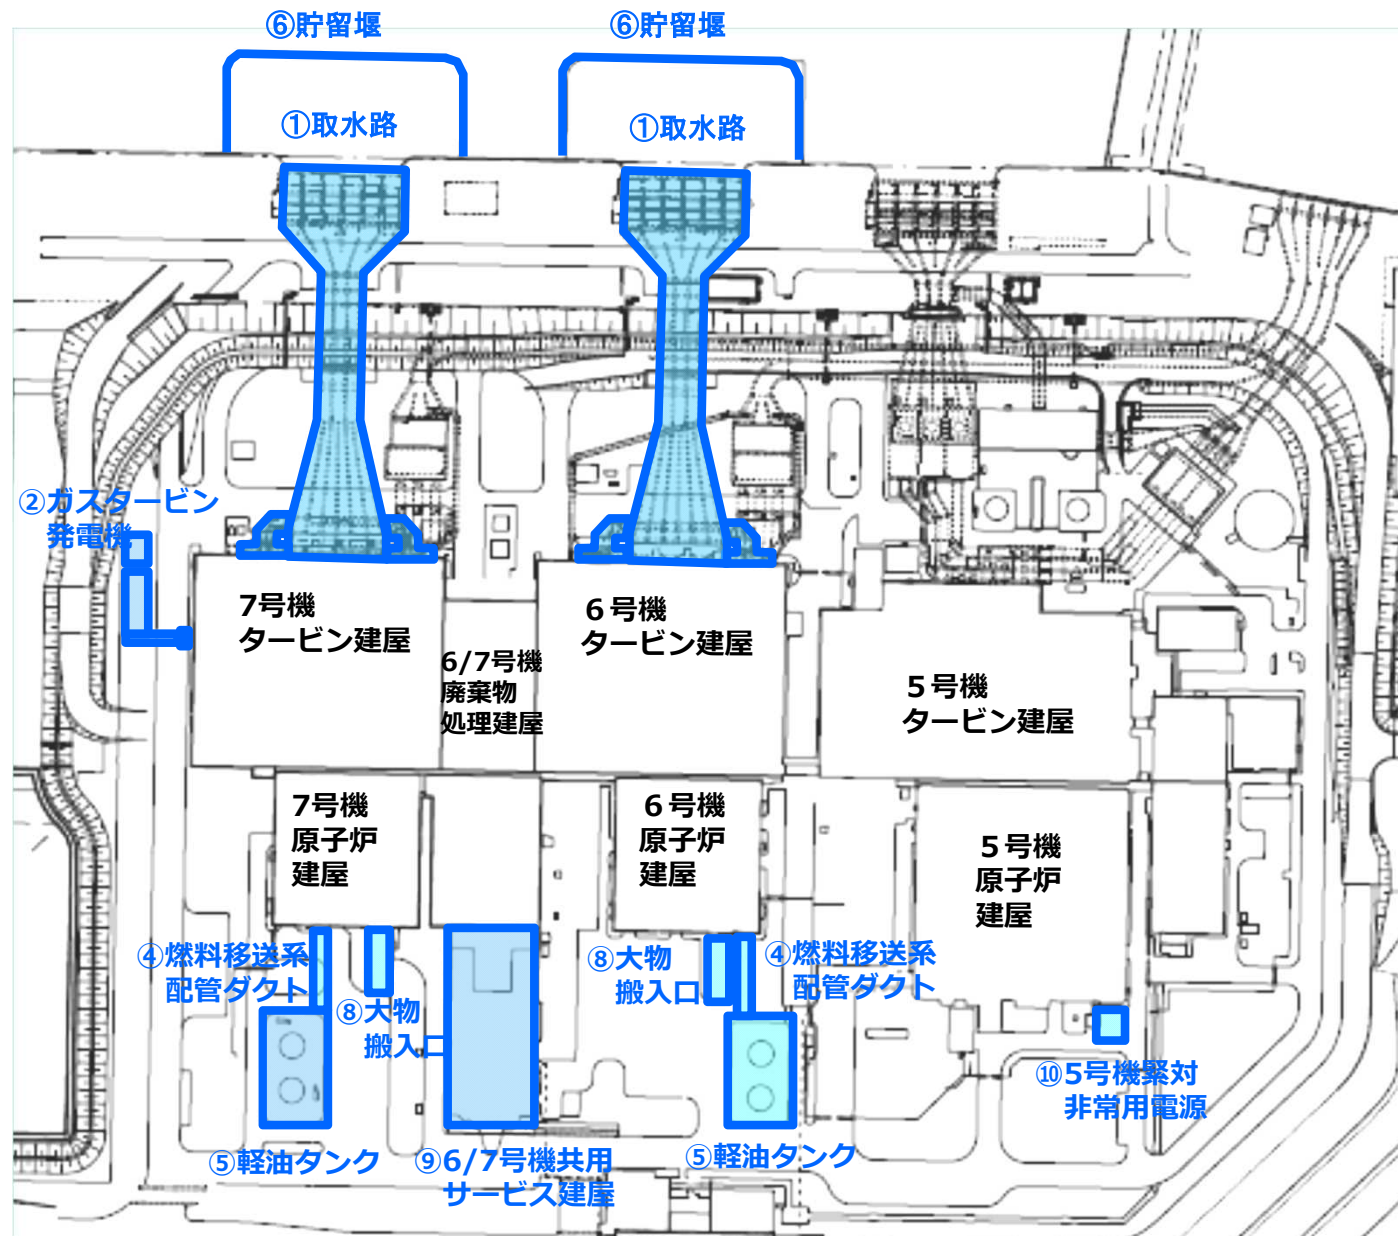 ⑥貯留堰
⑥貯留堰
①取水路
①取水路
②ガスタービン
発電機
7号機
タービン建屋
6/7号機
廃棄物
処理建屋
６号機
タービン建屋
５号機
タービン建屋
7号機
原子炉
建屋
６号機
原子炉
建屋
５号機
原子炉
建屋
④燃料移送系
配管ダクト
⑧大物
搬入口
⑧大物
搬入口
④燃料移送系
配管ダクト
⑩5号機緊対
非常用電源
⑤軽油タンク
⑨6/7号機共用
サービス建屋
⑤軽油タンク